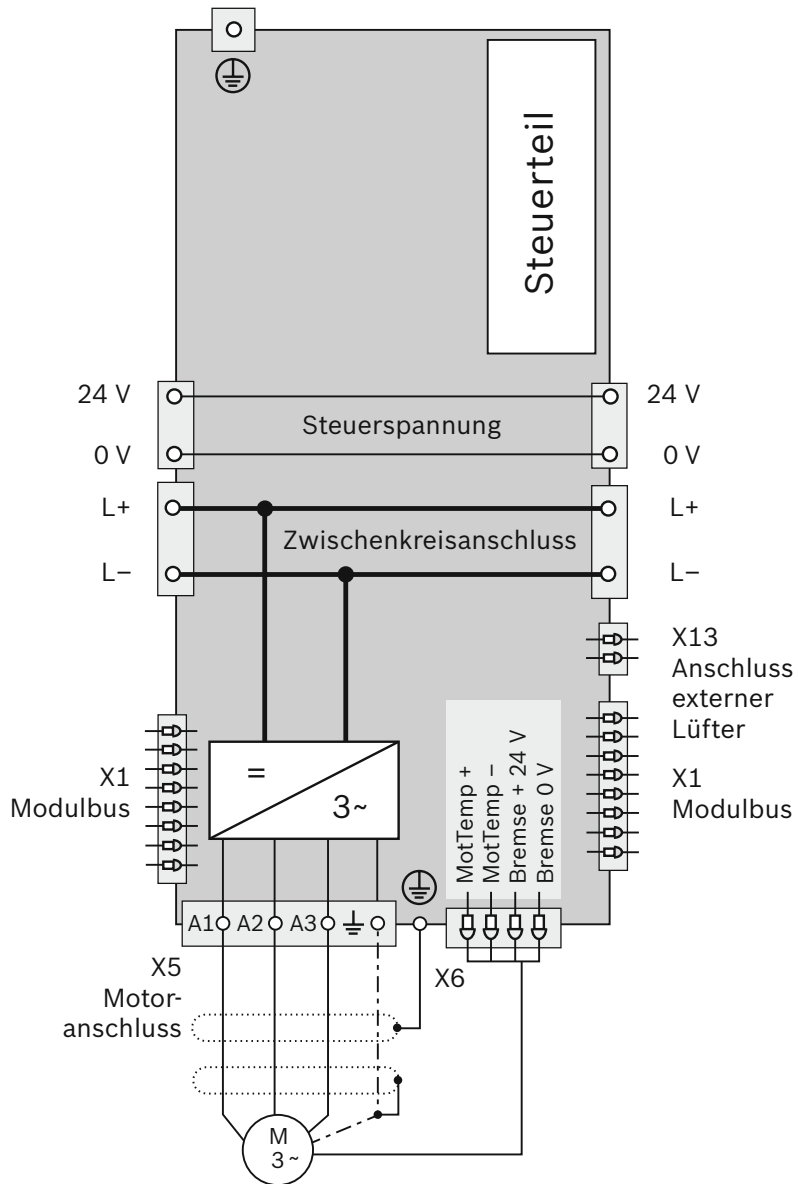 Steuerteil
24 V
24 V
Steuerspannung
0 V
0 V
L+
L+
Zwischenkreisanschluss
L−
L−
X13
Anschluss
externer
Lüfter
X1
Modulbus
=
3~
MotTemp +
MotTemp −
Bremse + 24 V
Bremse 0 V
X1
Modulbus
A1
A2
A3
X5
Motor-
anschluss
X6
M
3~